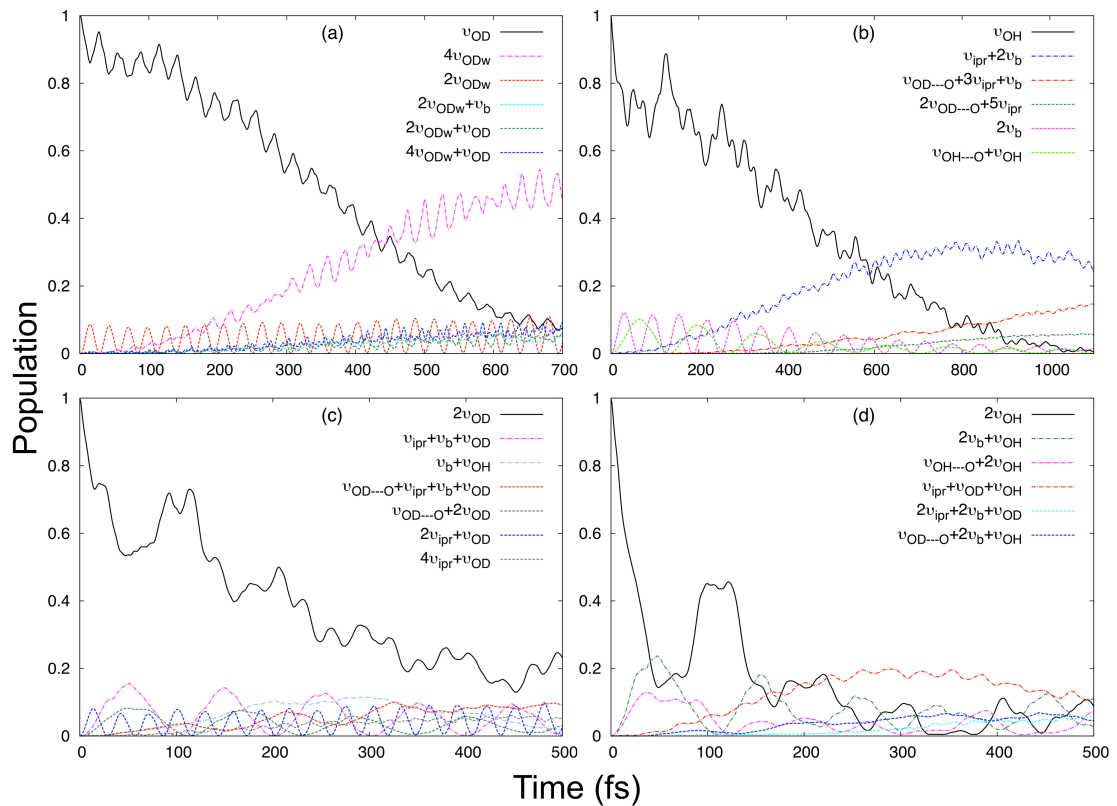 (a)
υOD
4υODw
2υODw
2υODw+υb
2υODw+υOD
4υODw+υOD
1
0.8
0.6
0.4
0.2
0
0 100 200 300 400 500 600 700
(b)
υOH
υipr+2υb
υOD---O+3υipr+υb
2υOD---O+5υipr
2υb
υOH---O+υOH
1
0.8
0.6
0.4
0.2
0
0 200 400 600 800 1000
Population
(c)
2υOD
υipr+υb+υOD
υb+υOH
υOD---O+υipr+υb+υOD
υOD---O+2υOD
2υipr+υOD
4υipr+υOD
1
0.8
0.6
0.4
0.2
0
0 100 200 300 400 500
(d)
2υOH
2υb+υOH
υOH---O+2υOH
υipr+υOD+υOH
2υipr+2υb+υOD
υOD---O+2υb+υOH
1
0.8
0.6
0.4
0.2
0
0 100 200 300 400 500
Time (fs)